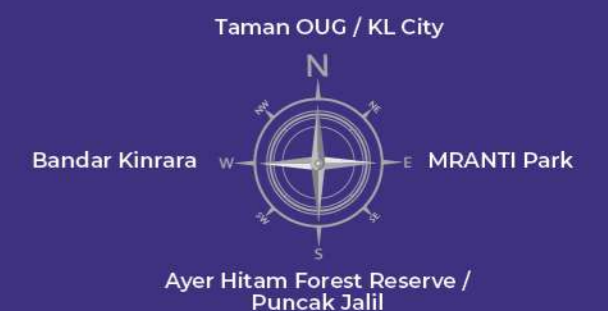 Taman OUG / KL City
N
NW
NE
Bandar Kinrara
W
E
MRANTI Park
SW
SE
S
Ayer Hitam Forest Reserve /
Puncak Jalil